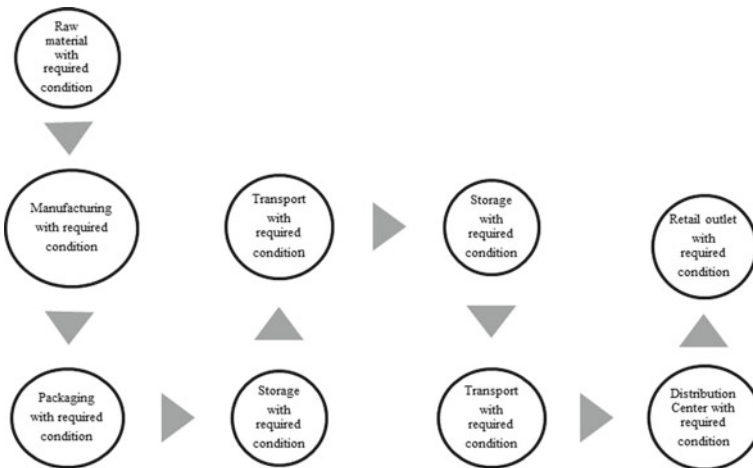 Raw
material
with
required
condition
Manufacturing
with required
condition
Packaging
with required
condition
Storage
with
required
condition
Transport
with
required
condition
Storage
with
required
condition
Transport
with
required
condition
Distribution
Center with
required
condition
Retail outlet
with
required
condition